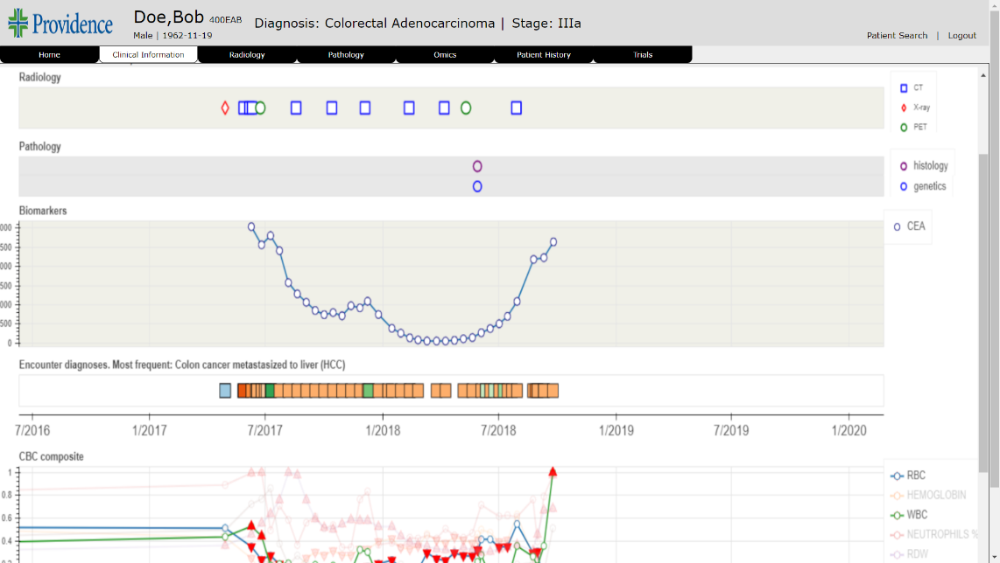 Providence
Doe,Bob 400EAB
Male | 1962-11-19
Diagnosis: Colorectal Adenocarcinoma | Stage: IIIa
Patient Search | Logout
Home Clinical Information Radiology Pathology Omics Patient History Trials
Radiology
CT
X-ray
PET
Pathology
histology
genetics
Biomarkers
CEA
000
500
000
500
000
500
0
Encounter diagnoses. Most frequent: Colon cancer metastasized to liver (HCC)
7/2016 1/2017 7/2017 1/2018 7/2018 1/2019 7/2019 1/2020
CBC composite
1
0.8
0.6
0.4
0.2
RBC
HEMOGLOBIN
WBC
NEUTROPHILS %
RDW